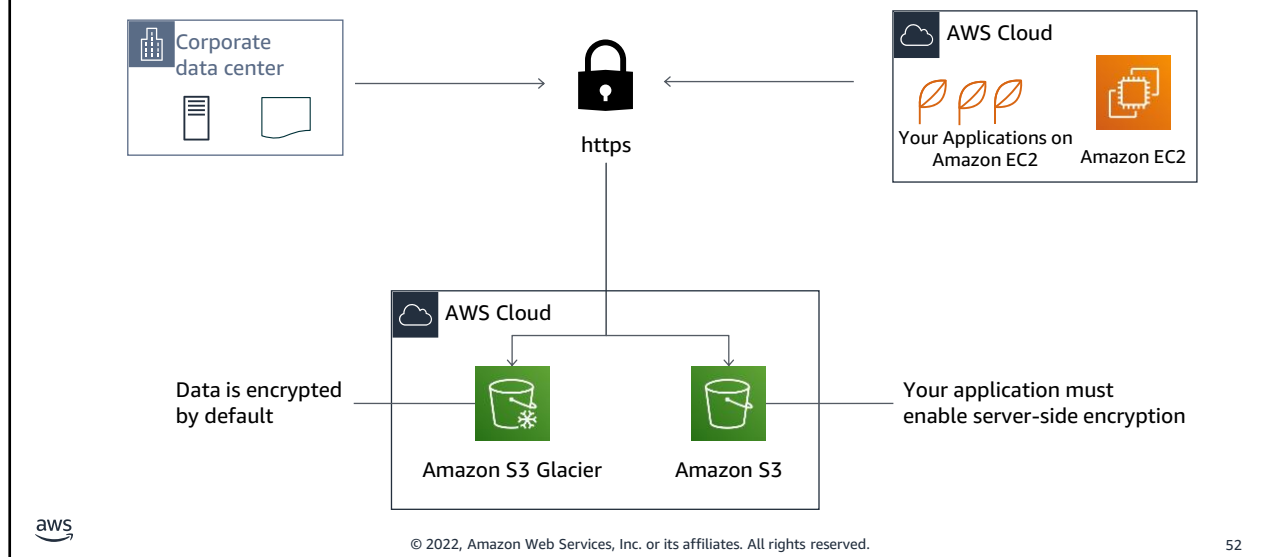 Corporate
data center
https
AWS Cloud
Your Applications on
Amazon EC2
Amazon EC2
AWS Cloud
Data is encrypted
by default
Amazon S3 Glacier
Amazon S3
Your application must
enable server-side encryption
aws
© 2022, Amazon Web Services, Inc. or its affiliates. All rights reserved.
52